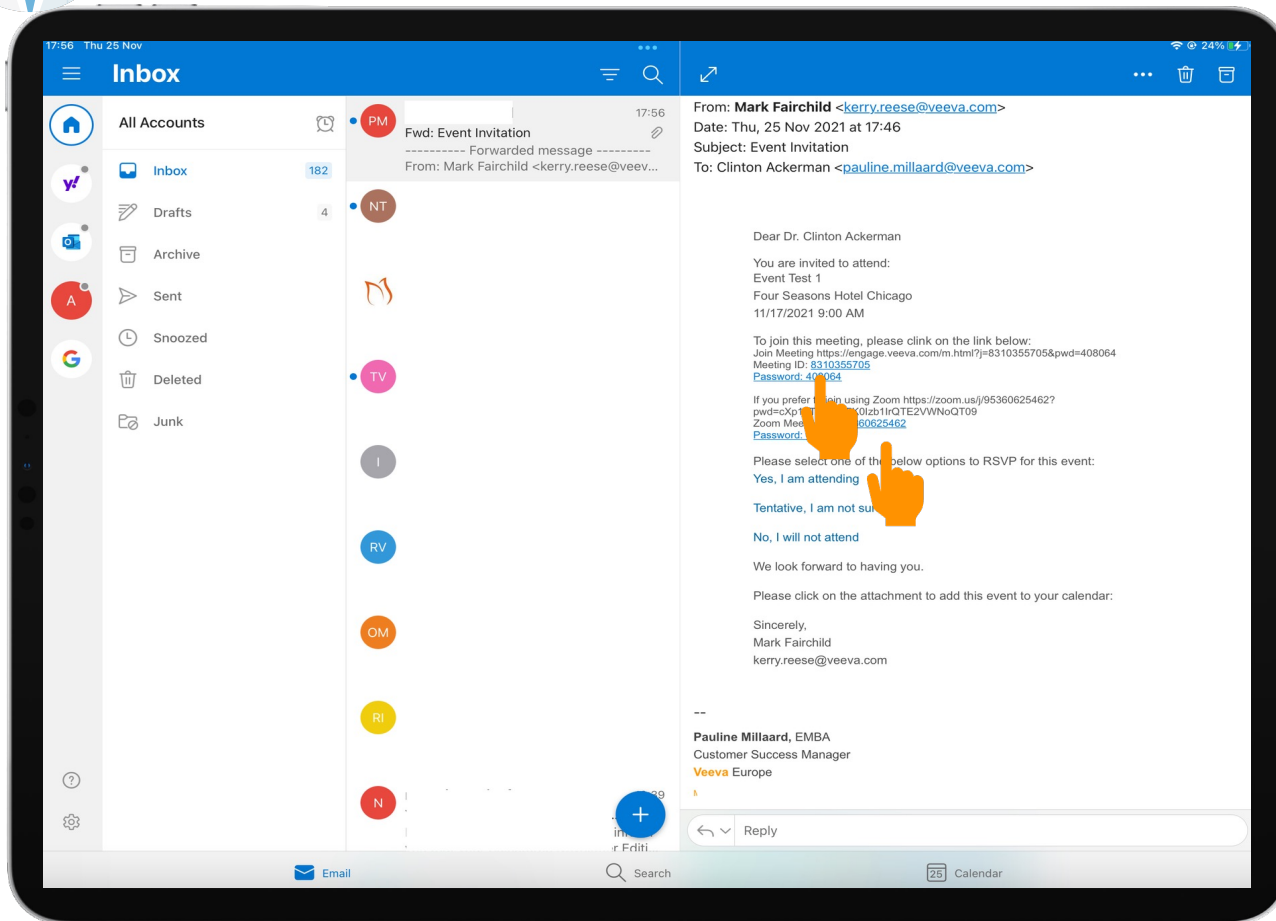 17:56 Thu 25 Nov
24%
Inbox
All Accounts
Inbox 182
Drafts 4
Archive
Sent
Snoozed
Deleted
Junk
y!
A
G
PM
17:56
Fwd: Event Invitation
---------- Forwarded message ---------
From: Mark Fairchild <kerry.reese@veev...
NT
TV
I
RV
OM
RI
N
From: Mark Fairchild <kerry.reese@veeva.com>
Date: Thu, 25 Nov 2021 at 17:46
Subject: Event Invitation
To: Clinton Ackerman <pauline.millaard@veeva.com>
Dear Dr. Clinton Ackerman
You are invited to attend:
Event Test 1
Four Seasons Hotel Chicago
11/17/2021 9:00 AM
To join this meeting, please clink on the link below:
Join Meeting https://engage.veeva.com/m.html?j=8310355705&pwd=408064
Meeting ID: 8310355705
Password: 408064
If you prefer to join using Zoom https://zoom.us/j/95360625462?
Zoom
Password:
Please select one of the below options to RSVP for this event:
Yes, I am attending
Tentative, I am not
No, I will not attend
We look forward to having you.
Please click on the attachment to add this event to your calendar:
Sincerely,
Mark Fairchild
kerry.reese@veeva.com
--
Pauline Millaard, EMBA
Customer Success Manager
Veeva Europe
Reply
Email
Search
25 Calendar